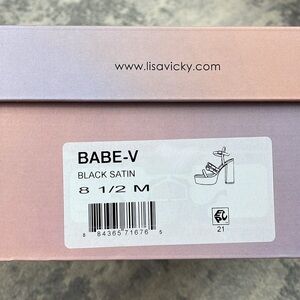 www.lisavicky.com
BABE-V
BLACK SATIN
8 1/2 M
8 84365 71676 5
21